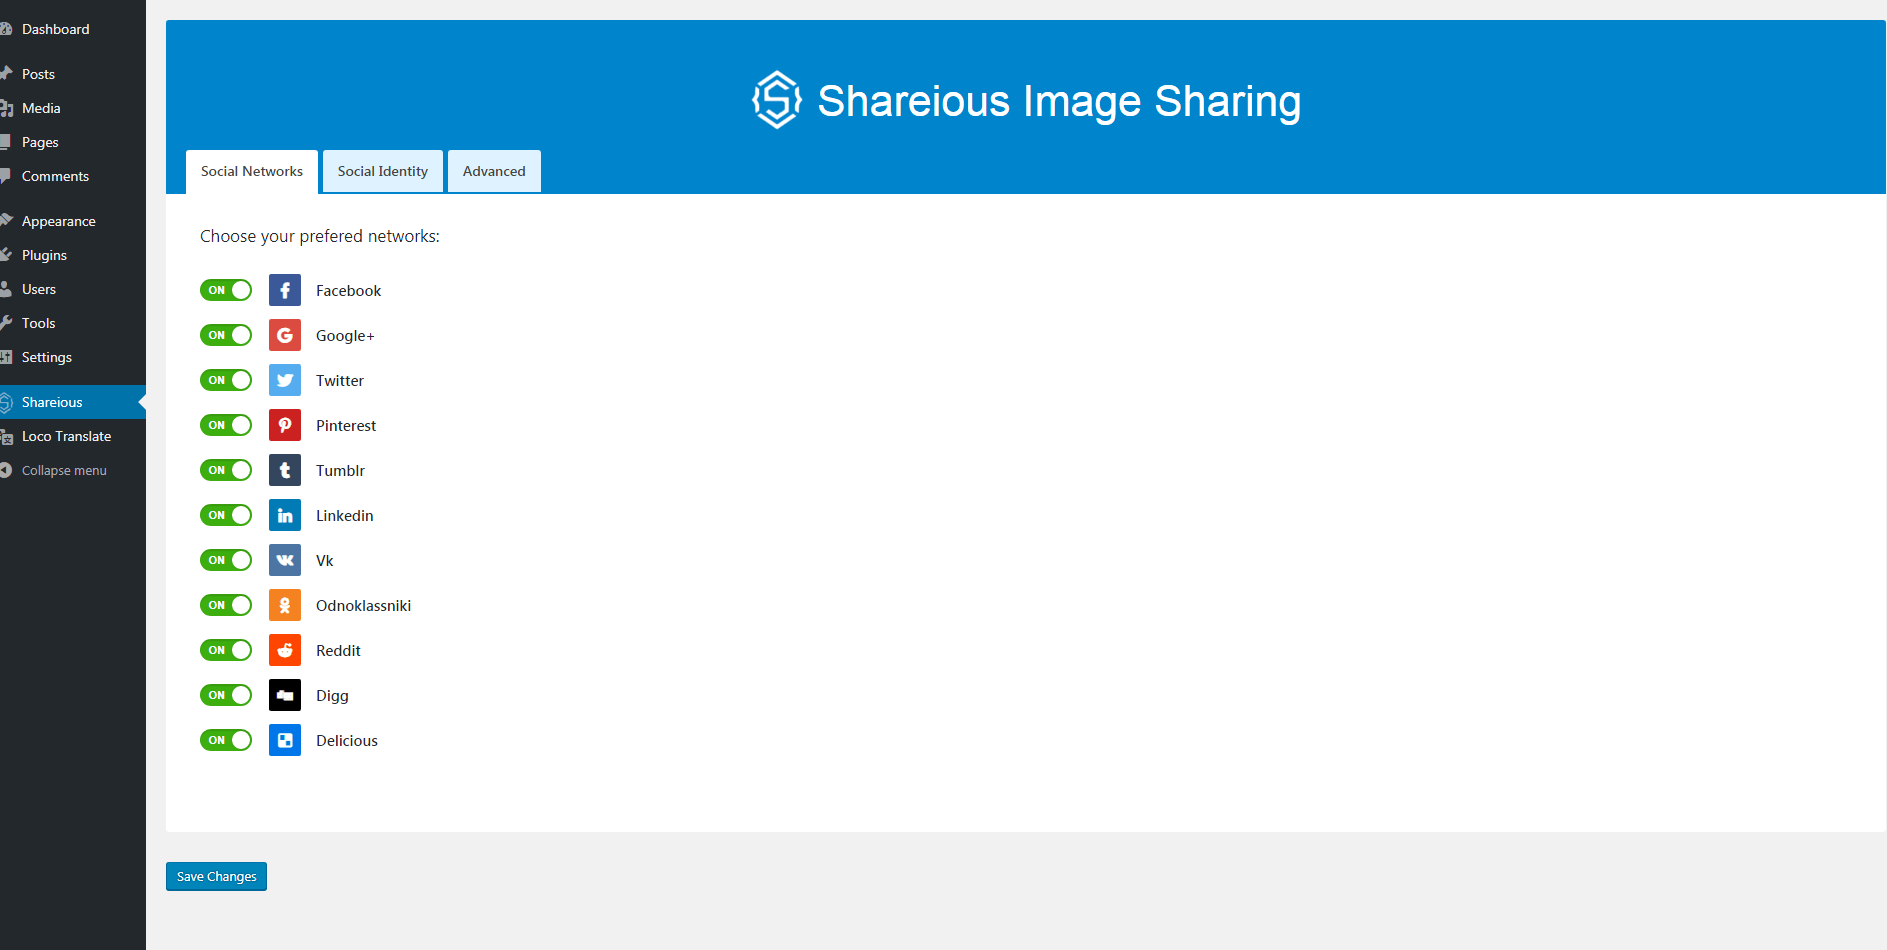 Dashboard
Posts
Media
Pages
Comments
Appearance
Plugins
Users
Tools
Settings
Shareious
Loco Translate
Collapse menu
Shareious Image Sharing
Social Networks
Social Identity
Advanced
Choose your prefered networks:
ON Facebook
ON Google+
ON Twitter
ON Pinterest
ON Tumblr
ON Linkedin
ON Vk
ON Odnoklassniki
ON Reddit
ON Digg
ON Delicious
Save Changes